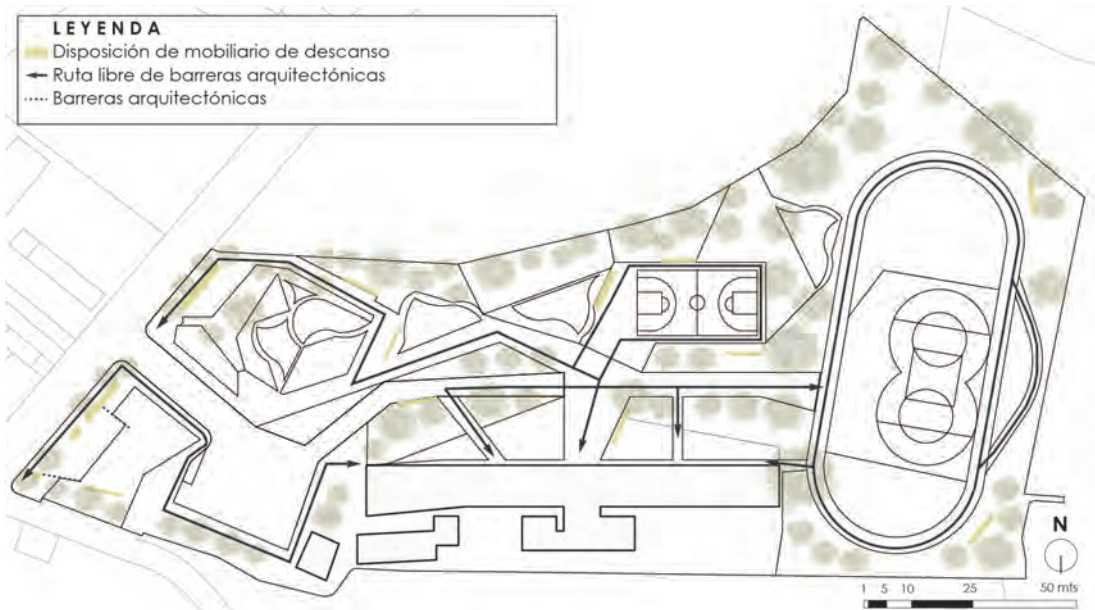 LEYENDA
Disposición de mobiliario de descanso
Ruta libre de barreras arquitectónicas
Barreras arquitectónicas
N
1 5 10 25 50 mts